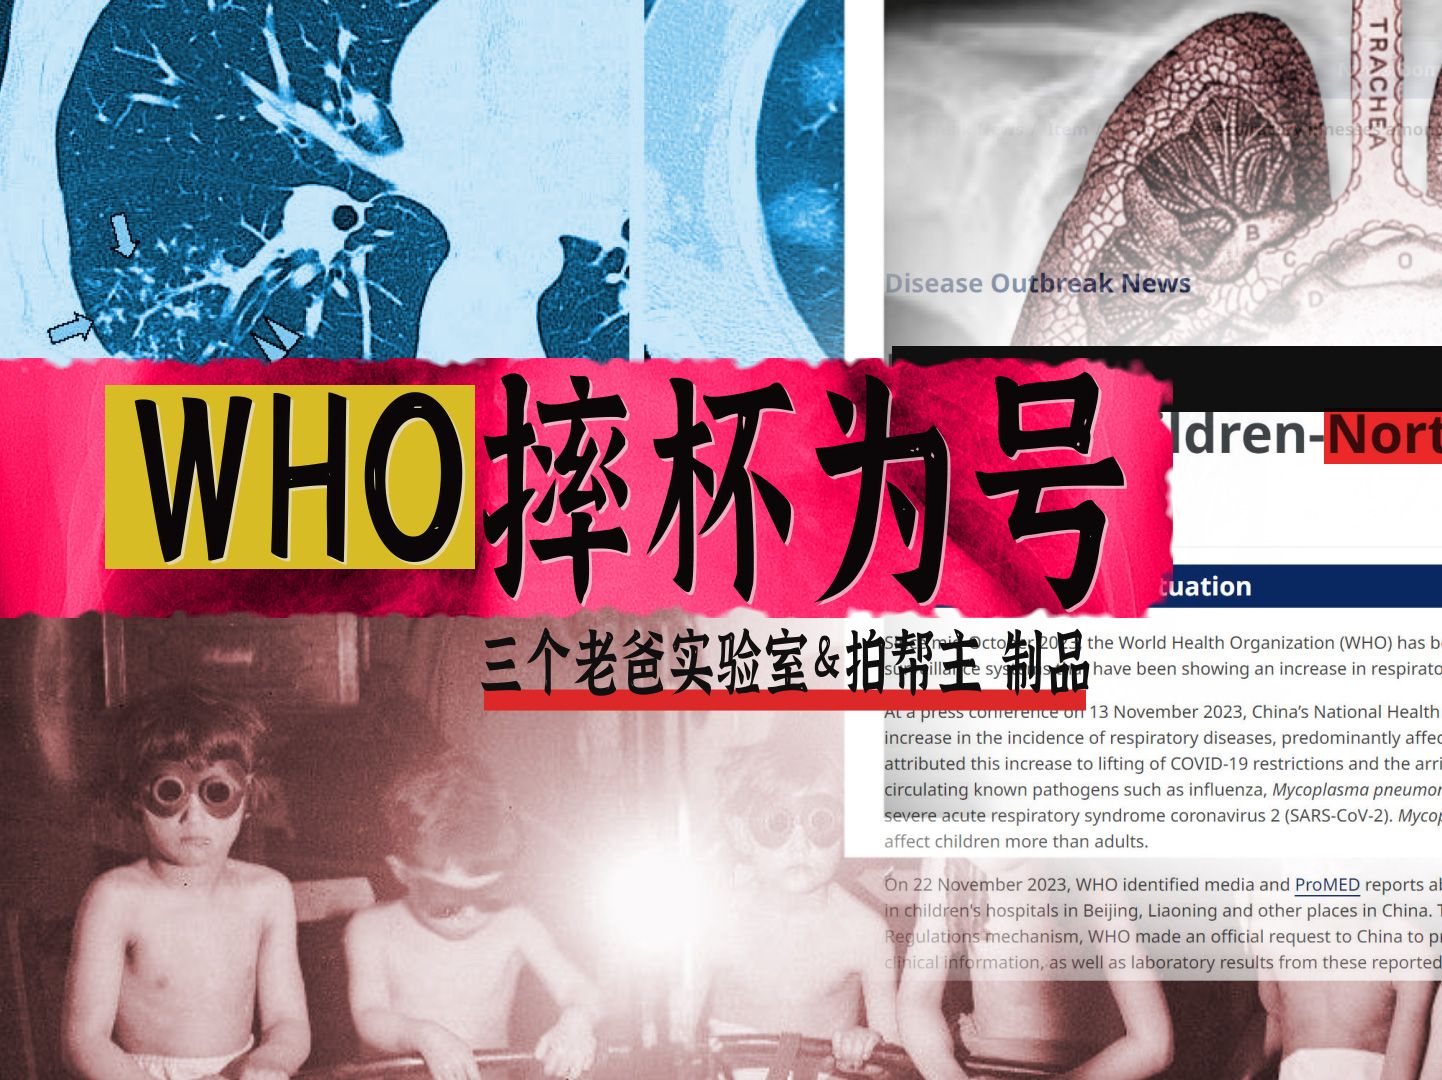 TRACHEA
B
C
O
D
Disease Outbreak News
WHO摔杯为号
ldren-Nort
tuation
三个老爸实验室&拍帮主 制品
October 2023, the World Health Organization (WHO) has be
surveillance have been showing an increase in respirato
At a press conference on 13 November 2023, China’s National Health
increase in the incidence of respiratory diseases, predominantly affec
attributed this increase to lifting of COVID-19 restrictions and the arri
circulating known pathogens such as influenza, Mycoplasma pneumon
severe acute respiratory syndrome coronavirus 2 (SARS-CoV-2). Mycop
affect children more than adults.
On 22 November 2023, WHO identified media and ProMED reports ab
in children's hospitals in Beijing, Liaoning and other places in China. T
Regulations mechanism, WHO made an official request to China to pr
clinical information, as well as laboratory results from these reported